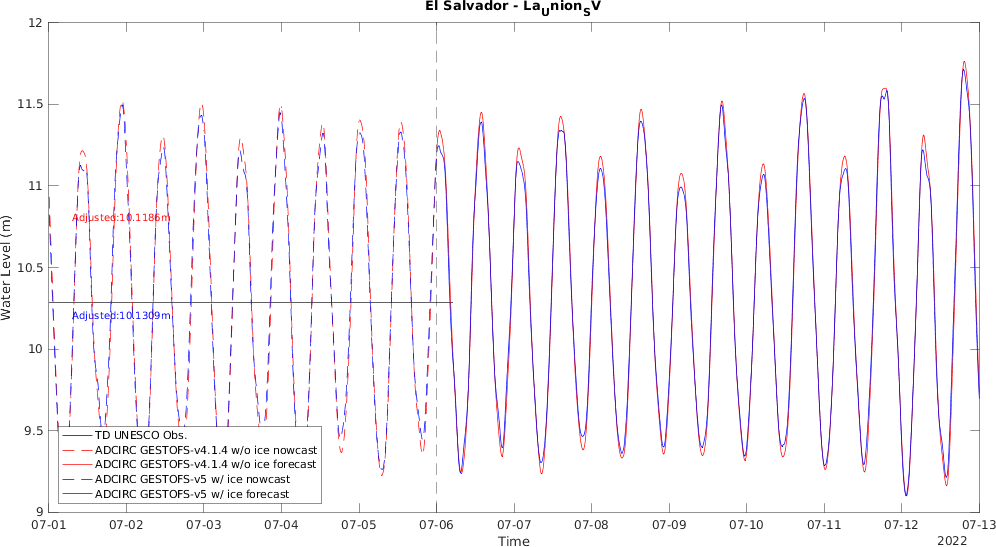 El Salvador - LaUnionSV
12
11.5
11
10.5
10
9.5
9
Water Level (m)
Adjusted:10.1186m
Adjusted:10.1309m
TD UNESCO Obs.
ADCIRC GESTOFS-v4.1.4 w/o ice nowcast
ADCIRC GESTOFS-v4.1.4 w/o ice forecast
ADCIRC GESTOFS-v5 w/ ice nowcast
ADCIRC GESTOFS-v5 w/ ice forecast
07-01 07-02 07-03 07-04 07-05 07-06 07-07 07-08 07-09 07-10 07-11 07-12 07-13
Time
2022